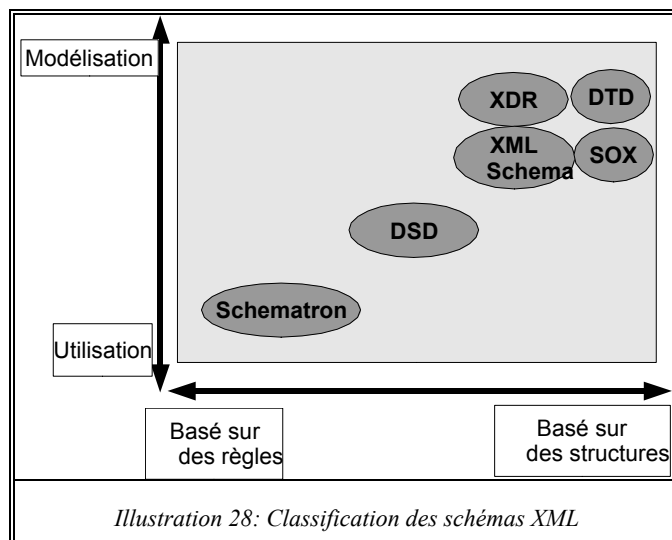 Modélisation
XDR
DTD
XML
Schema
SOX
DSD
Schematron
Utilisation
Basé sur
des règles
Basé sur
des structures
Illustration 28: Classification des schémas XML